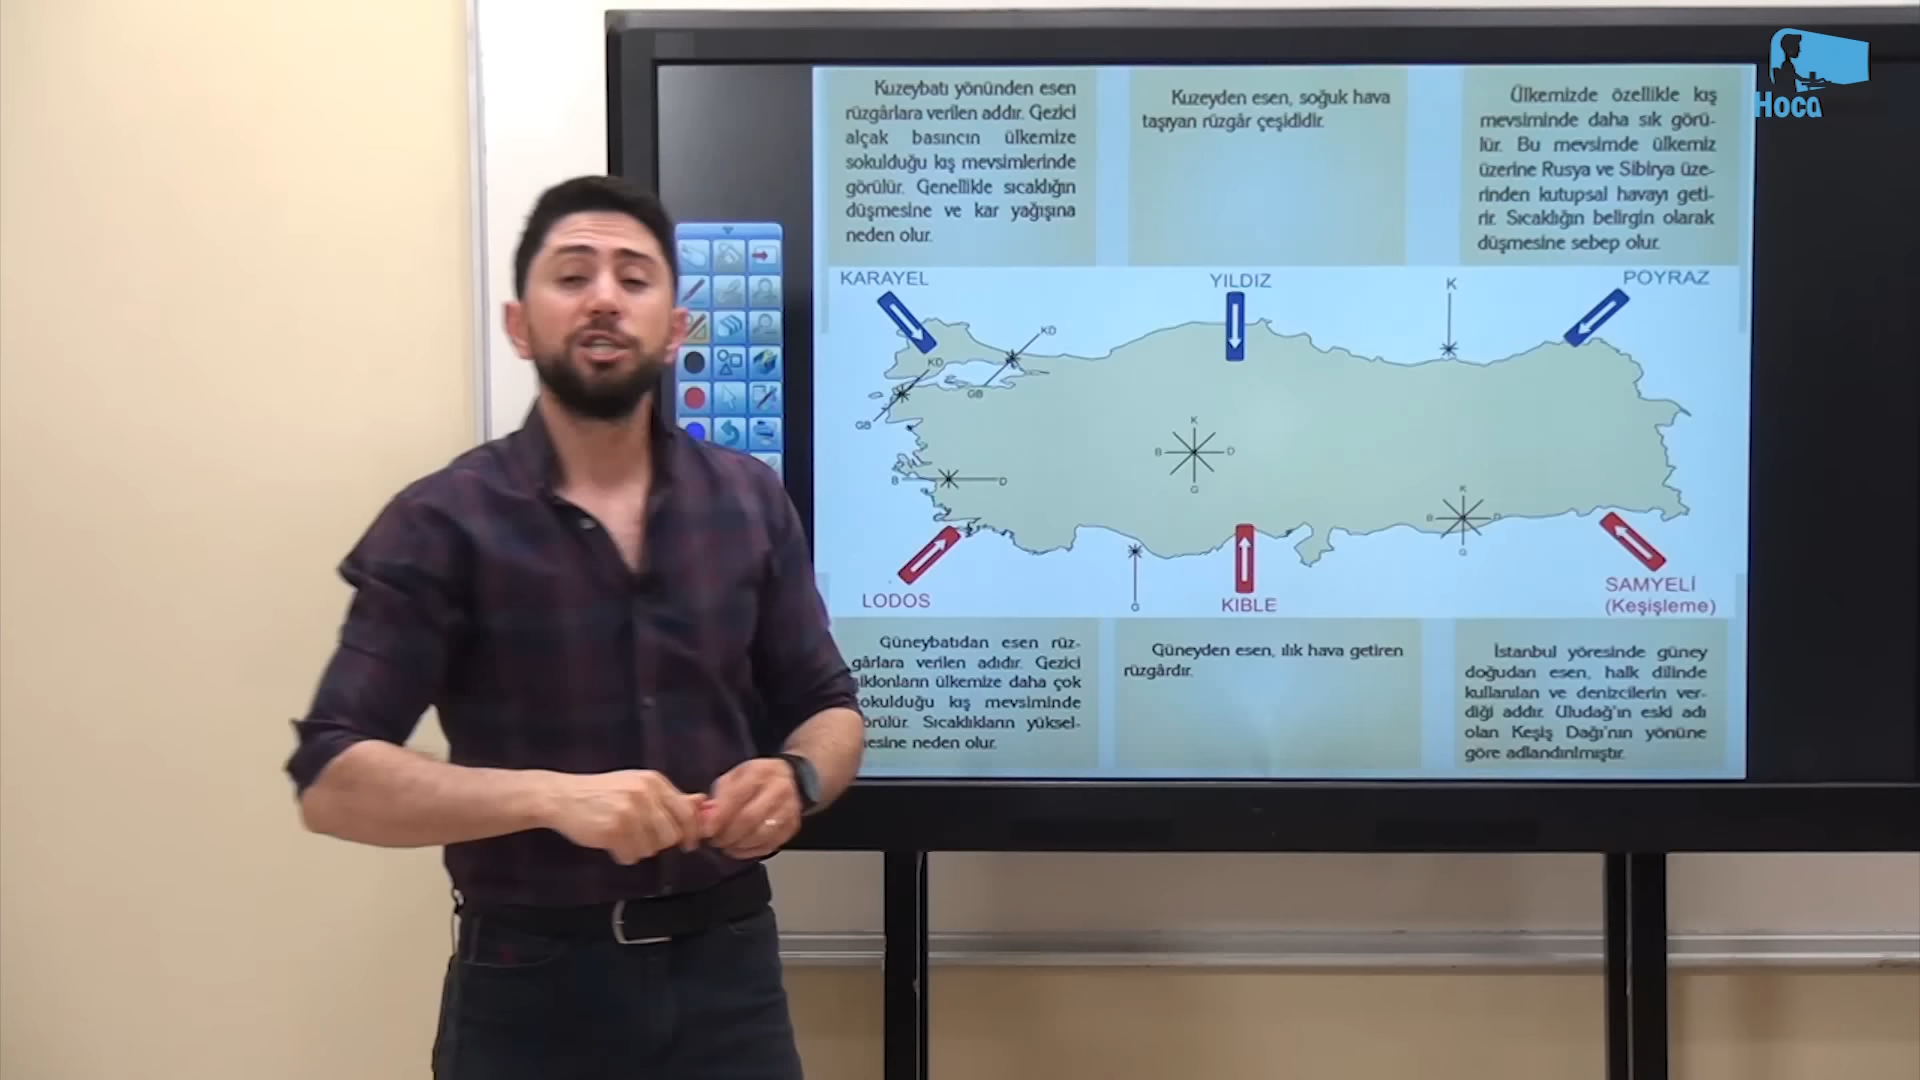 Hoca
Kuzeybatı yönünden esen
rüzgârlara verilen addır. Gezici
alçak basıncın ülkemize
sokulduğu kış mevsimlerinde
görülür. Genellikle sıcaklığın
düşmesine ve kar yağışına
neden olur.
Kuzeyden esen, soğuk hava
taşıyan rüzgâr çeşididir.
Ülkemizde özellikle kış
mevsiminde daha sık görü-
lür. Bu mevsimde ülkemiz
üzerine Rusya ve Sibirya üze-
rinden kutupsal havayı geti-
rir. Sıcaklığın belirgin olarak
düşmesine sebep olur.
KARAYEL
YILDIZ
K
POYRAZ
KD
KD
GB
GB
K
B
D
G
B
D
K
B
D
G
G
LODOS
KIBLE
SAMYELİ
(Keşişleme)
Güneybatıdan esen rüz-
gârlara verilen adıdır. Gezici
siklonların ülkemize daha çok
sokulduğu kış mevsiminde
görülür. Sıcaklıkların yüksel-
mesine neden olur.
Güneyden esen, ılık hava getiren
rüzgârdır.
İstanbul yöresinde güney
doğudan esen, halk dilinde
kullanılan ve denizcilerin ver-
diği addır. Uludağ'ın eski adı
olan Keşiş Dağı'nın yönüne
göre adlandırılmıştır.